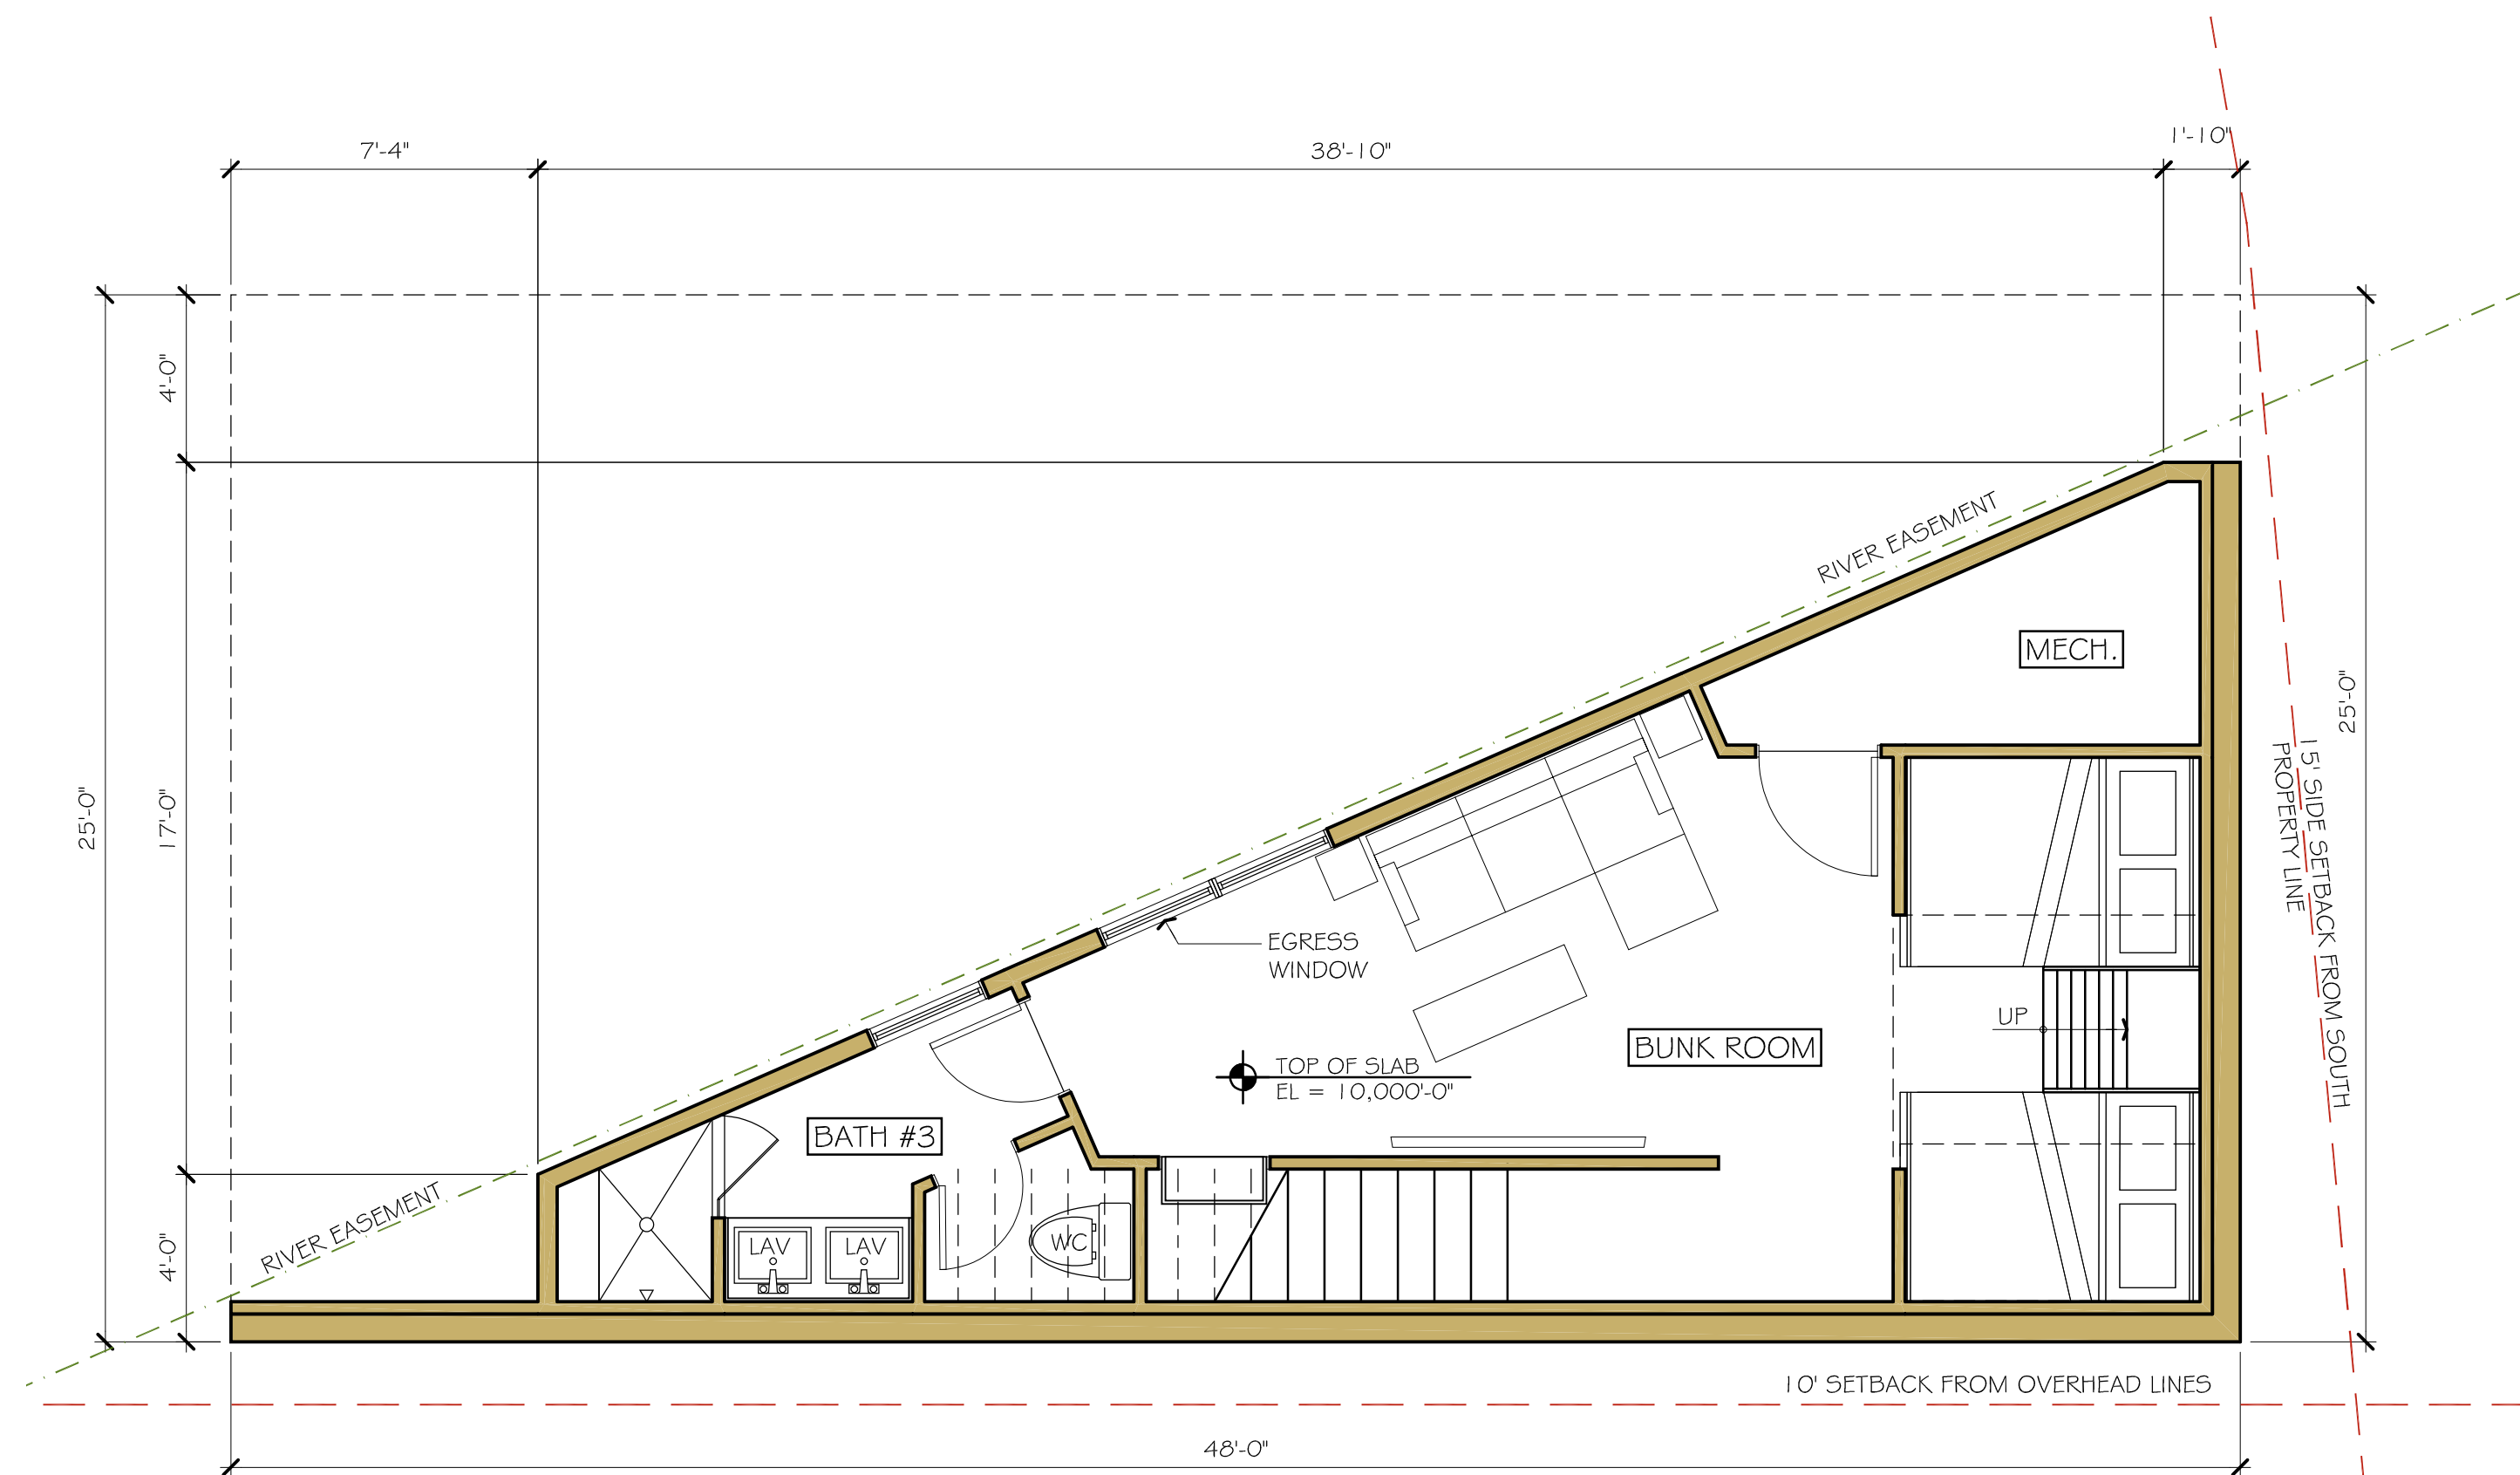 1'-10"
7'-4"
38'-10"
4'-0"
25'-0"
17'-0"
4'-0"
RIVER EASEMENT
MECH.
25'-0"
15' SIDE SETBACK FROM SOUTH
PROPERTY LINE
EGRESS
WINDOW
UP
BUNK ROOM
TOP OF SLAB
EL = 10,000'-0"
BATH #3
RIVER EASEMENT
LAV
LAV
WC
10' SETBACK FROM OVERHEAD LINES
48'-0"